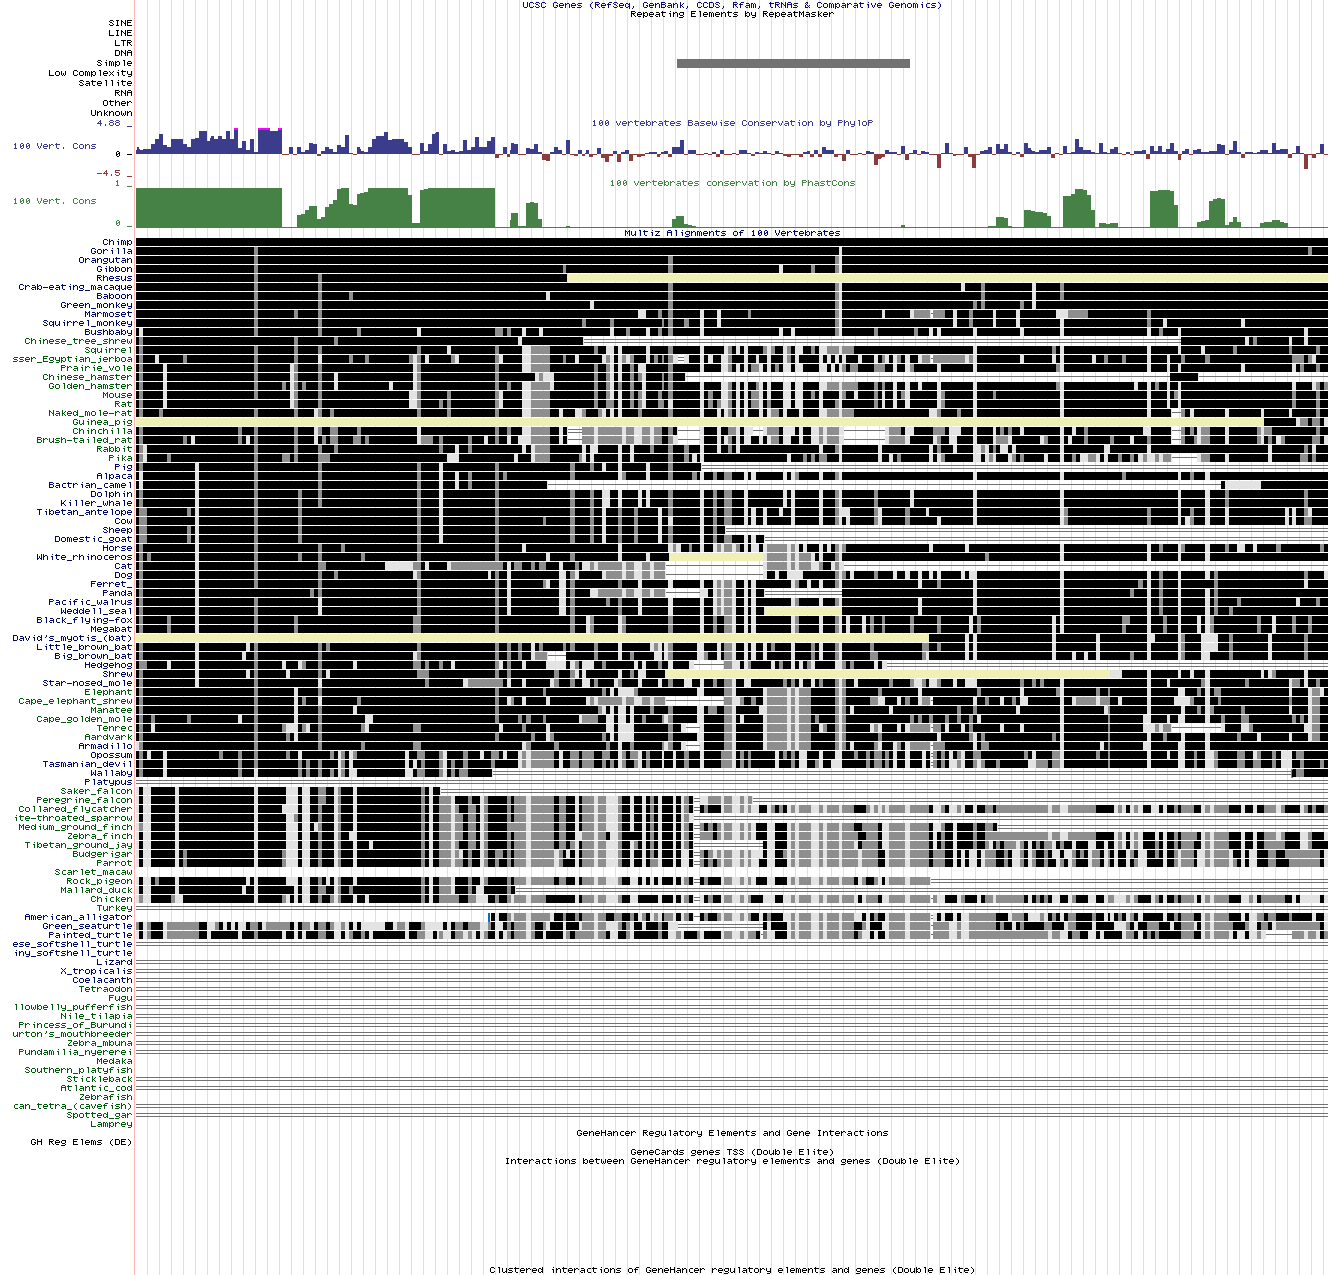 UCSC Genes (RefSeq, GenBank, CCDS, Rfam, tRNAs & Comparative Genomics)
Repeating Elements by RepeatMasker
SINE
LINE
LTR
DNA
Simple
Low Complexity
Satellite
RNA
Other
Unknown
4.88 _
100 vertebrates Basewise Conservation by PhyloP
100 Vert. Cons
0 _
-4.5 _
100 vertebrates conservation by PhastCons
1 _
100 Vert. Cons
0 _
Multiz Alignments of 100 Vertebrates
Chimp
Gorilla
Orangutan
Gibbon
Rhesus
Crab-eating_macaque
Baboon
Green_monkey
Marmoset
Squirrel_monkey
Bushbaby
Chinese_tree_shrew
Squirrel
sser_Egyptian_jerboa
Prairie_vole
Chinese_hamster
Golden_hamster
Mouse
Rat
Naked_mole-rat
Guinea_pig
Chinchilla
Brush-tailed_rat
Rabbit
Pika
Pig
Alpaca
Bactrian_camel
Dolphin
Killer_whale
Tibetan_antelope
Cow
Sheep
Domestic_goat
Horse
White_rhinoceros
Cat
Dog
Ferret_
Panda
Pacific_walrus
Weddell_seal
Black_flying-fox
Megabat
David's_myotis_(bat)
Little_brown_bat
Big_brown_bat
Hedgehog
Shrew
Star-nosed_mole
Elephant
Cape_elephant_shrew
Manatee
Cape_golden_mole
Tenrec
Aardvark
Armadillo
Opossum
Tasmanian_devil
Wallaby
Platypus
Saker_falcon
Peregrine_falcon
Collared_flycatcher
ite-throated_sparrow
Medium_ground_finch
Zebra_finch
Tibetan_ground_jay
Budgerigar
Parrot
Scarlet_macaw
Rock_pigeon
Mallard_duck
Chicken
Turkey
American_alligator
Green_seaturtle
Painted_turtle
ese_softshell_turtle
iny_softshell_turtle
Lizard
X_tropicalis
Coelacanth
Tetraodon
Fugu
llowbelly_pufferfish
Nile_tilapia
Princess_of_Burundi
urton's_mouthbreeder
Zebra_mbuna
Pundamilia_nyererei
Medaka
Southern_platyfish
Stickleback
Atlantic_cod
Zebrafish
can_tetra_(cavefish)
Spotted_gar
Lamprey
GeneHancer Regulatory Elements and Gene Interactions
GH Reg Elems (DE)
GeneCards genes TSS (Double Elite)
Interactions between GeneHancer regulatory elements and genes (Double Elite)
Clustered interactions of GeneHancer regulatory elements and genes (Double Elite)